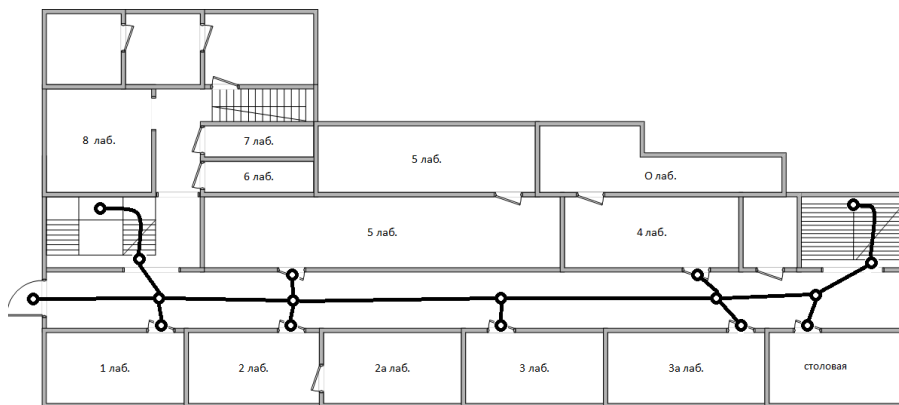 8 лаб.
7 лаб.
6 лаб.
5 лаб.
О лаб.
5 лаб.
4 лаб.
1 лаб.
2 лаб.
2а лаб.
3 лаб.
3а лаб.
столовая